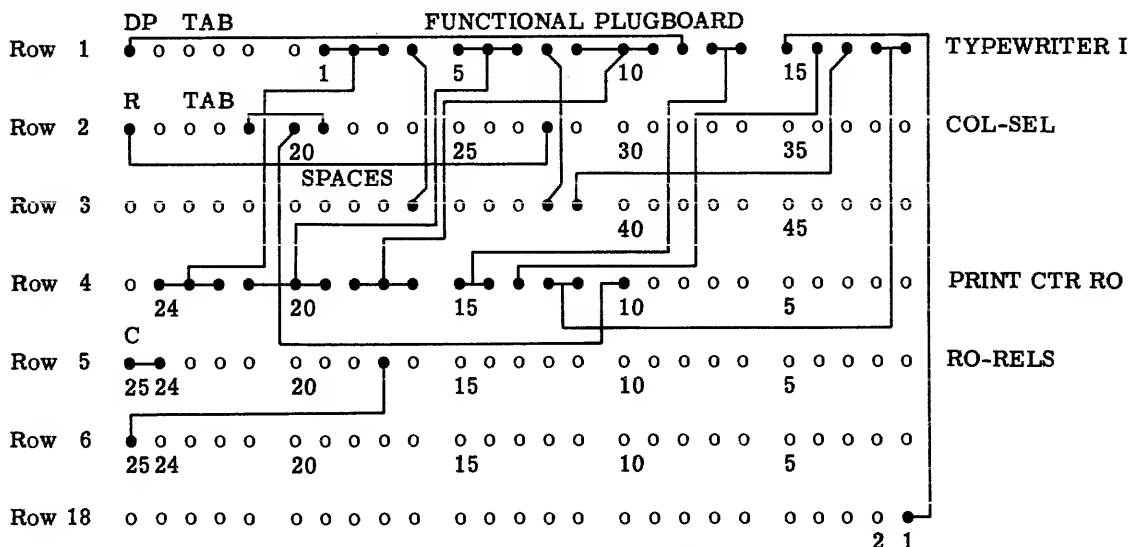 DP TAB FUNCTIONAL PLUGBOARD
Row 1 TYPEWRITER I
1 5 10 15
R TAB
Row 2 COL-SEL
20 25 30 35
SPACES
Row 3
40 45
Row 4 PRINT CTR RO
24 20 15 10 5
C
Row 5 RO-RELS
25 24 20 15 10 5
Row 6
25 24 20 15 10 5
Row 18
2 1